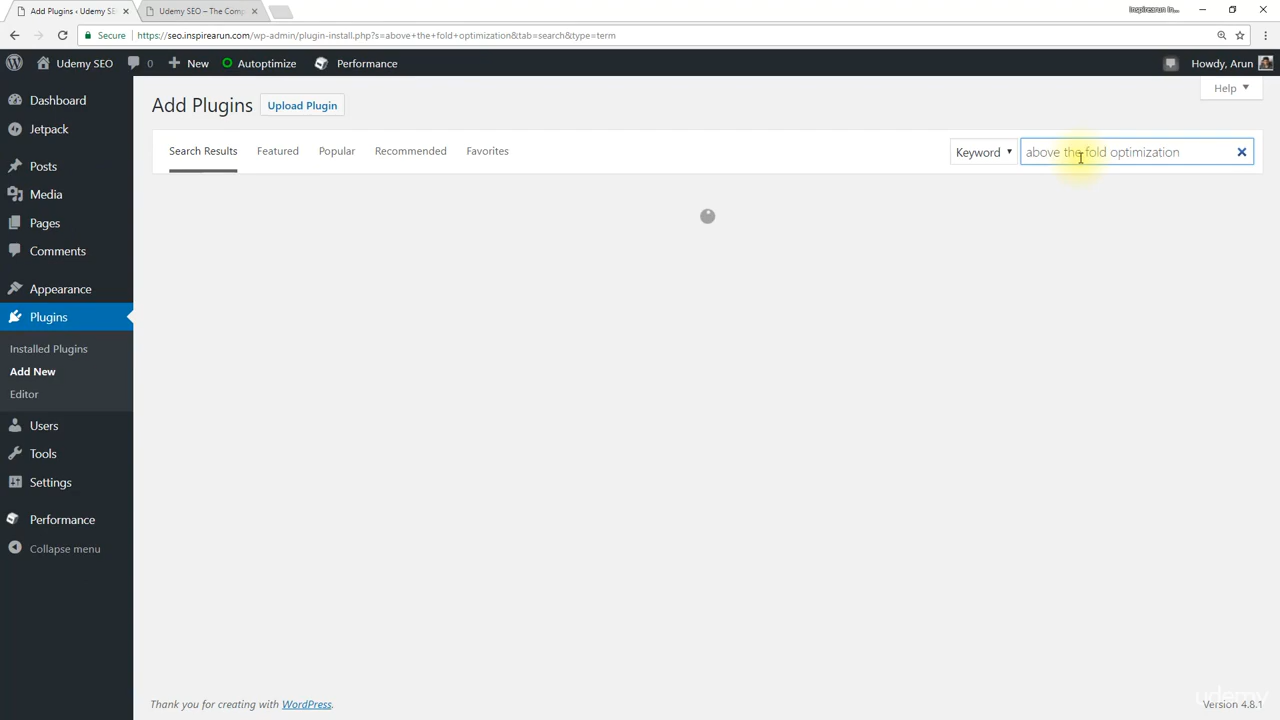 Add Plugins ‹ Udemy SE
Udemy SEO – The Comp
Inspirearun In...
Secure
https://seo.inspirearun.com/wp-admin/plugin-install.php?s=above+the+fold+optimization&tab=search&type=term
Udemy SEO
0
New
Autoptimize
Performance
Howdy, Arun
Dashboard
Jetpack
Posts
Media
Pages
Comments
Appearance
Plugins
Installed Plugins
Add New
Editor
Users
Tools
Settings
Performance
Collapse menu
Help
Add Plugins
Upload Plugin
Search Results
Featured
Popular
Recommended
Favorites
Keyword
above the fold optimization
Thank you for creating with WordPress.
udemy
Version 4.8.1